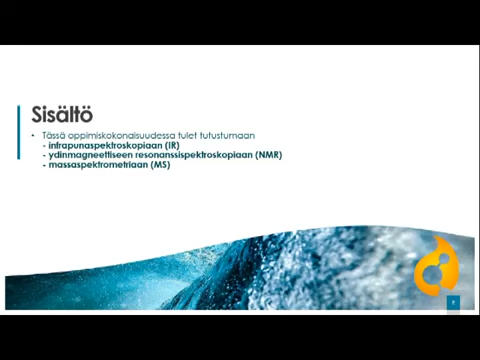 Sisältö
• Tässä oppimiskokonaisuudessa tulet tutustumaan
- infrapunaspektroskopiaan (IR)
- ydinmagneettiseen resonanssispektroskopiaan (NMR)
- massaspektrometriaan (MS)